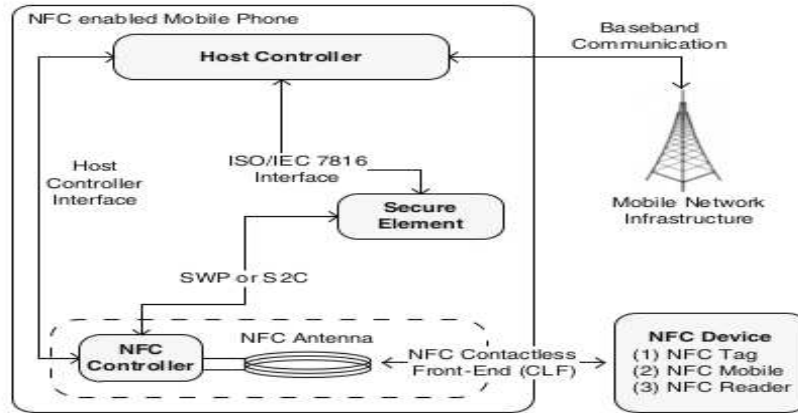 NFC enabled Mobile Phone
Host Controller
Baseband
Communication
Host
Controller
Interface
ISO/IEC 7816
Interface
Secure
Element
Mobile Network
Infrastructure
SWP or S2C
NFC
Controller
NFC Antenna
NFC Contactless
Front-End (CLF)
NFC Device
(1) NFC Tag
(2) NFC Mobile
(3) NFC Reader